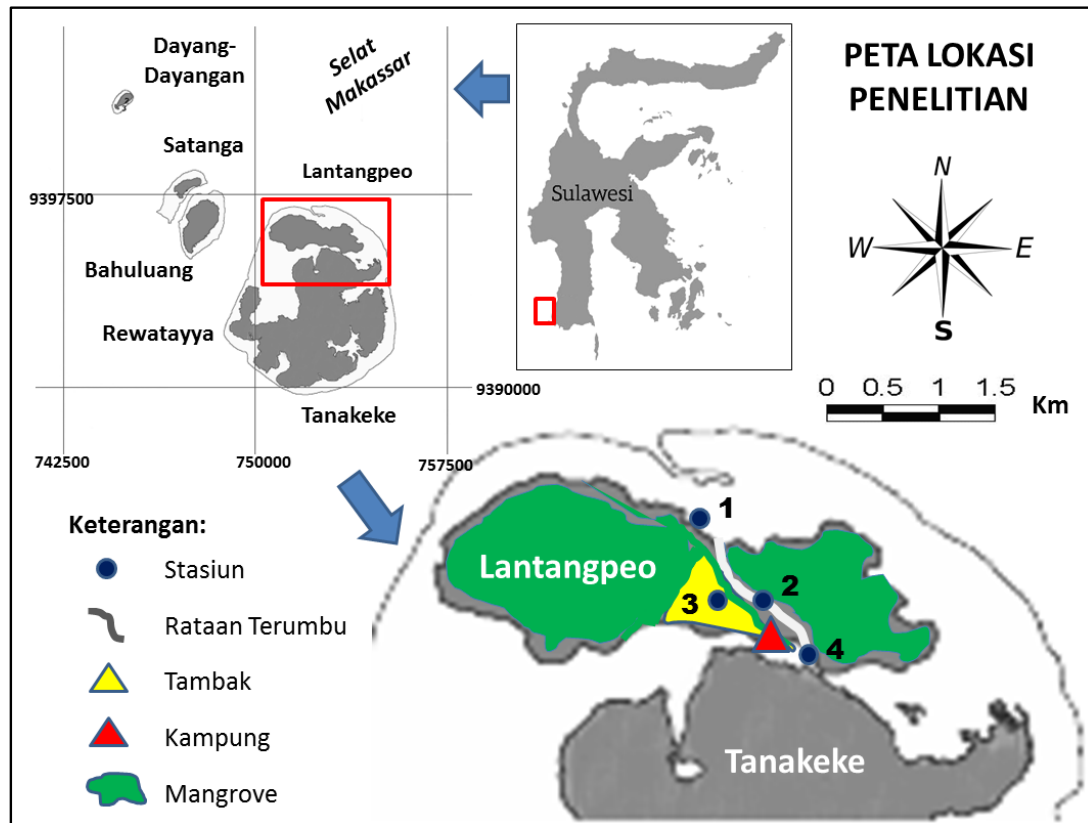 PETA LOKASI
PENELITIAN
Dayang-
Dayangan
Selat
Makassar
Satanga
Lantangpeo
9397500
Bahuluang
Rewatayya
9390000
Tanakeke
742500
750000
757500
Sulawesi
N
W
E
S
0 0.5 1 1.5
Km
Keterangan:
Stasiun
Rataan Terumbu
Tambak
Kampung
Mangrove
1
Lantangpeo
2
3
4
Tanakeke